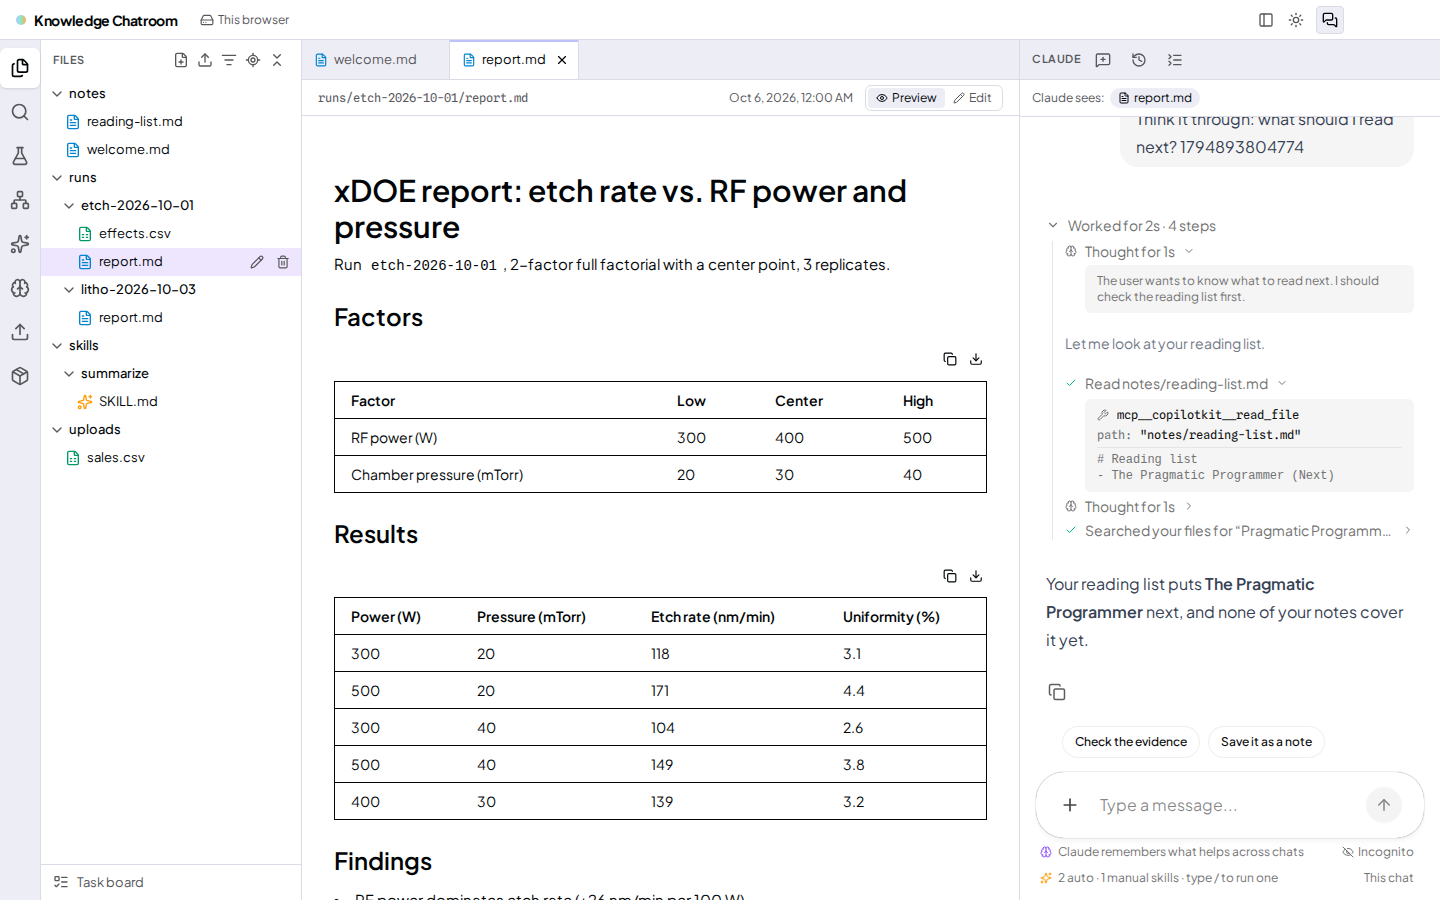 Knowledge Chatroom
This browser
FILES
notes
reading-list.md
welcome.md
runs
etch-2026-10-01
effects.csv
report.md
litho-2026-10-03
report.md
skills
summarize
SKILL.md
uploads
sales.csv
Task board
welcome.md
report.md
runs/etch-2026-10-01/report.md
Oct 6, 2026, 12:00 AM
Preview
Edit
xDOE report: etch rate vs. RF power and
pressure
Run etch-2026-10-01 , 2-factor full factorial with a center point, 3 replicates.
Factors
Factor Low Center High
RF power (W) 300 400 500
Chamber pressure (mTorr) 20 30 40
Results
Power (W) Pressure (mTorr) Etch rate (nm/min) Uniformity (%)
300 20 118 3.1
500 20 171 4.4
300 40 104 2.6
500 40 149 3.8
400 30 139 3.2
Findings
RF power dominates etch rate (+26 nm/min per 100 W)
CLAUDE
Claude sees: report.md
Think it through: what should I read
next? 1794893804774
Worked for 2s · 4 steps
Thought for 1s
The user wants to know what to read next. I should
check the reading list first.
Let me look at your reading list.
Read notes/reading-list.md
mcp__copilotkit__read_file
path: "notes/reading-list.md"
# Reading list
- The Pragmatic Programmer (Next)
Thought for 1s
Searched your files for “Pragmatic Programm...
Your reading list puts The Pragmatic
Programmer next, and none of your notes cover
it yet.
Check the evidence
Save it as a note
Type a message...
Claude remembers what helps across chats
Incognito
2 auto · 1 manual skills · type / to run one
This chat